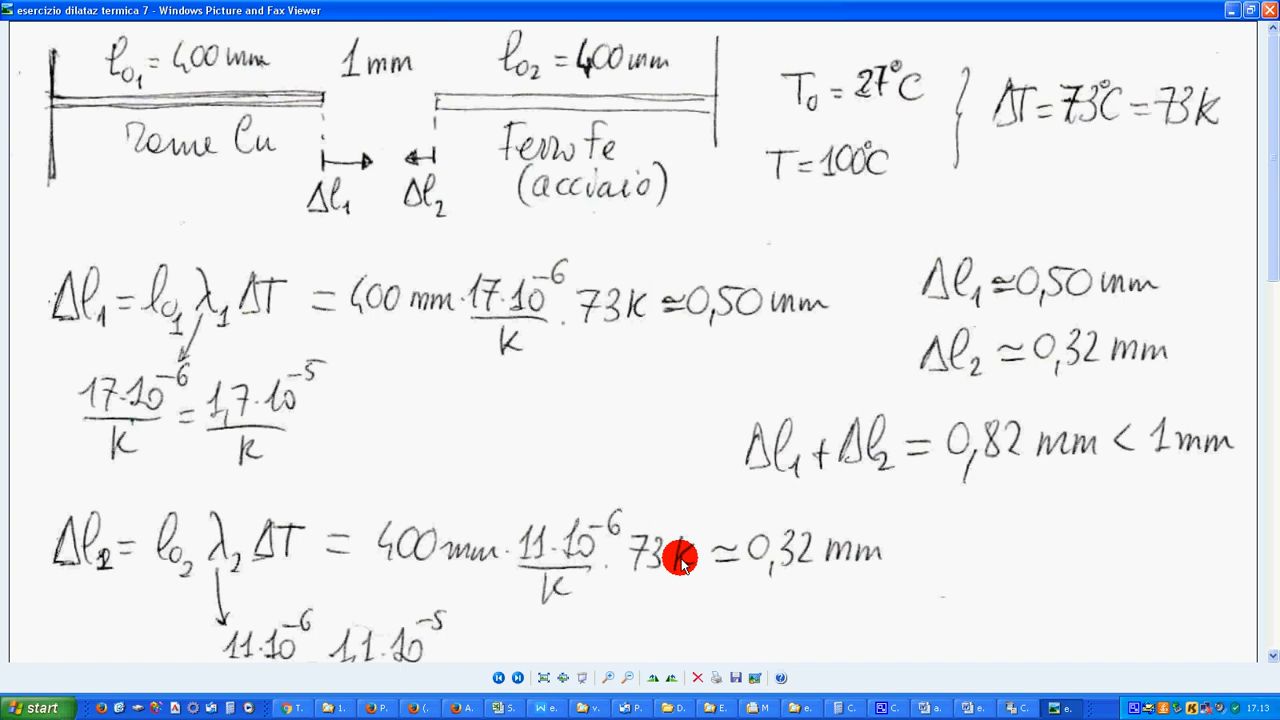 esercizio dilataz termica 7 - Windows Picture and Fax Viewer
l₀₁ = 400 mm 1 mm l₀₂ = 400 mm
T₀ = 27°C
T = 100°C
ΔT = 73°C = 73 K
rame Cu
Ferro Fe
(acciaio)
Δl₁ Δl₂
Δl₁ = l₀₁ λ₁ ΔT = 400 mm · 17·10⁻⁶/K · 73 K ≃ 0,50 mm
17·10⁻⁶/K = 1,7·10⁻⁵/K
Δl₁ ≃ 0,50 mm
Δl₂ ≃ 0,32 mm
Δl₁ + Δl₂ = 0,82 mm < 1 mm
Δl₂ = l₀₂ λ₂ ΔT = 400 mm · 11·10⁻⁶/K · 73 K ≃ 0,32 mm
11·10⁻⁶ 1,1·10⁻⁵
start T. 1. P. ( A. S. e. v. P. D. E. M C. C. a. e. C. e. 17.13